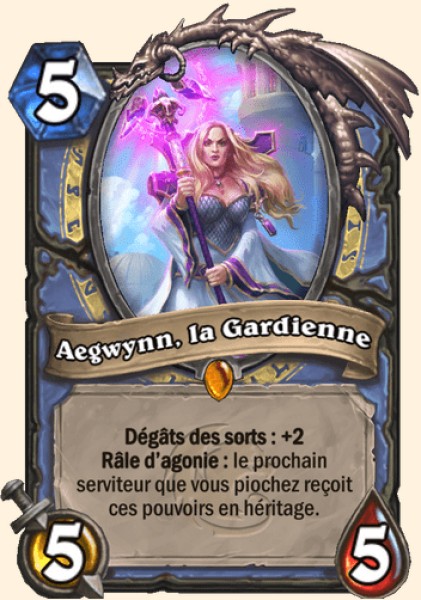 5
Aegwynn, la Gardienne
Dégâts des sorts : +2
Râle d’agonie : le prochain
serviteur que vous piochez reçoit
ces pouvoirs en héritage.
5
5